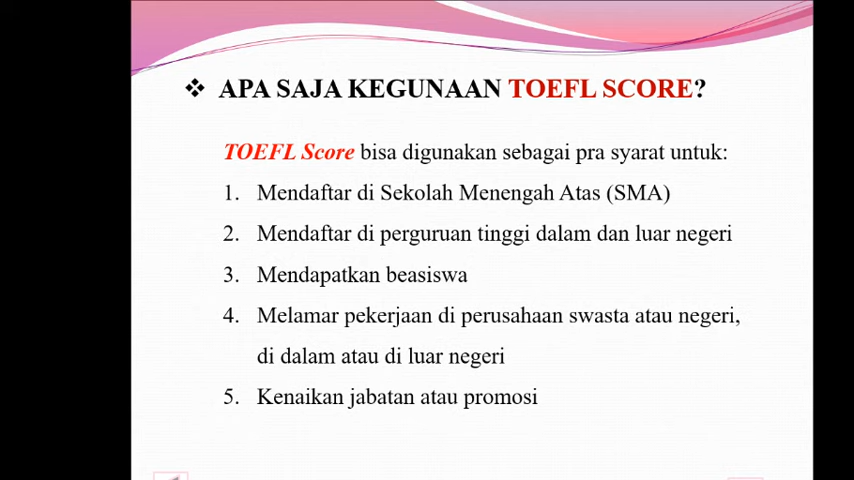 ❖ APA SAJA KEGUNAAN TOEFL SCORE?
TOEFL Score bisa digunakan sebagai pra syarat untuk:
1. Mendaftar di Sekolah Menengah Atas (SMA)
2. Mendaftar di perguruan tinggi dalam dan luar negeri
3. Mendapatkan beasiswa
4. Melamar pekerjaan di perusahaan swasta atau negeri,
di dalam atau di luar negeri
5. Kenaikan jabatan atau promosi